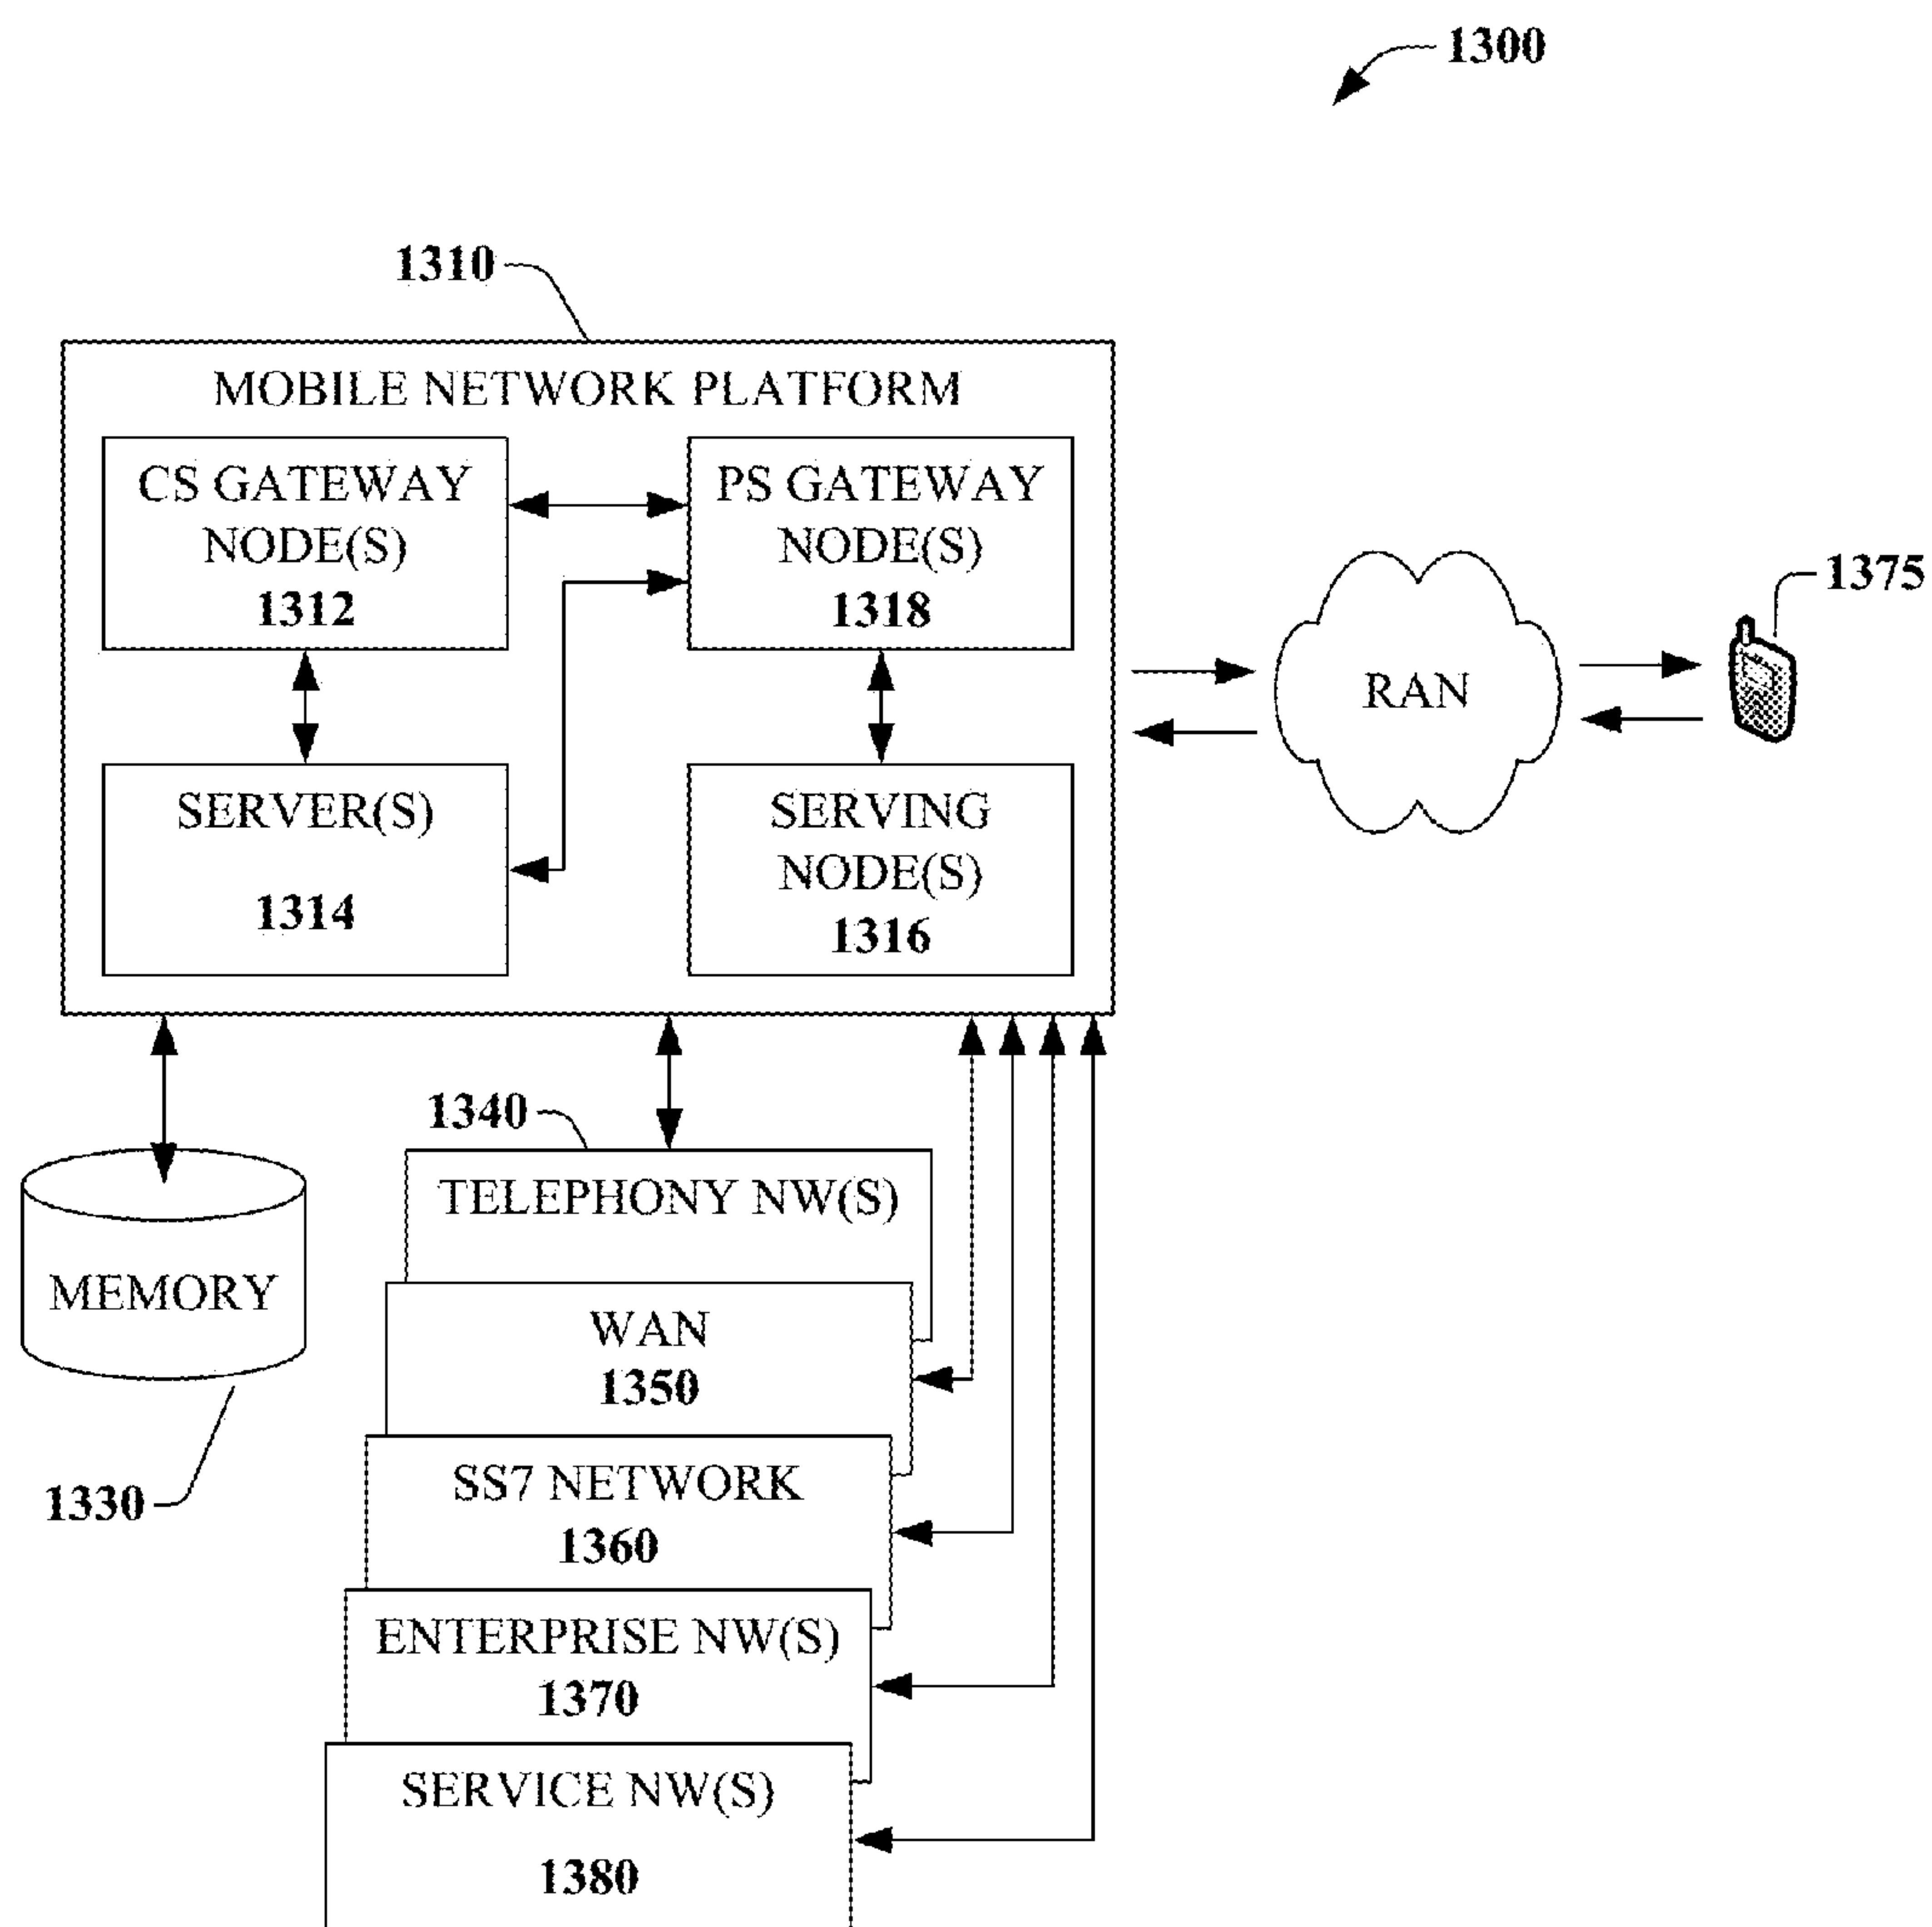 1300
1310
MOBILE NETWORK PLATFORM
CS GATEWAY
NODE(S)
1312
PS GATEWAY
NODE(S)
1318
SERVER(S)
1314
SERVING
NODE(S)
1316
RAN
1375
1340
TELEPHONY NW(S)
MEMORY
1330
WAN
1350
SS7 NETWORK
1360
ENTERPRISE NW(S)
1370
SERVICE NW(S)
1380